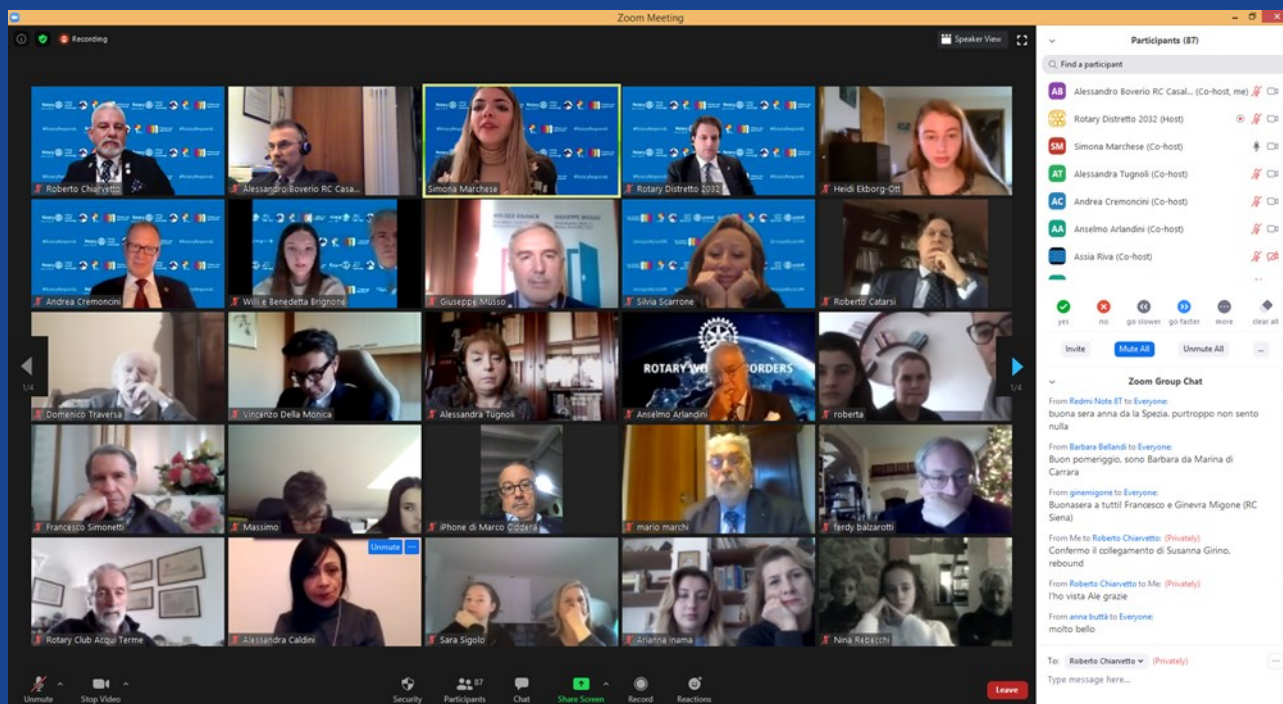 Zoom Meeting
Recording
Speaker View
Roberto Chiarvetto
Alessandro Boverio RC Casa...
Simona Marchese
Rotary Distretto 2032
Heidi Ekborg-Ott
Andrea Cremoncini
Willi e Benedetta Brignone
Giuseppe Musso
Silvia Scarrone
Roberto Catarsi
ROTARY
Domenico Traversa
Vincenzo Della Monica
Alessandra Tugnoli
Anselmo Arlandini
roberta
1/4
1/4
Francesco Simonetti
Massimo
iPhone di Marco Oddera
mario marchi
ferdy balzarotti
Unmute
...
Rotary Club Acqui Terme
Alessandra Caldini
Sara Sigolo
Arianna Inama
Nina Rebecchi
Unmute
Stop Video
Security
Participants
87
Chat
Share Screen
Record
Reactions
Leave
Participants (87)
Find a participant
AB Alessandro Boverio RC Casal... (Co-host, me)
Rotary Distretto 2032 (Host)
SM Simona Marchese (Co-host)
AT Alessandra Tugnoli (Co-host)
AC Andrea Cremoncini (Co-host)
AA Anselmo Arlandini (Co-host)
Assia Riva (Co-host)
yes no go slower go faster more clear all
Invite Mute All Unmute All ...
Zoom Group Chat
From Redmi Note 8T to Everyone:
buona sera anna da la Spezia. purtroppo non sento
nulla
From Barbara Bellandi to Everyone:
Buon pomeriggio, sono Barbara da Marina di
Carrara
From ginemigone to Everyone:
Buonasera a tutti! Francesco e Ginevra Migone (RC
Siena)
From Me to Roberto Chiarvetto: (Privately)
Confermo il collegamento di Susanna Girino,
rebound
From Roberto Chiarvetto to Me: (Privately)
l'ho vista Ale grazie
From anna buttà to Everyone:
molto bello
To: Roberto Chiarvetto (Privately)
...
Type message here...